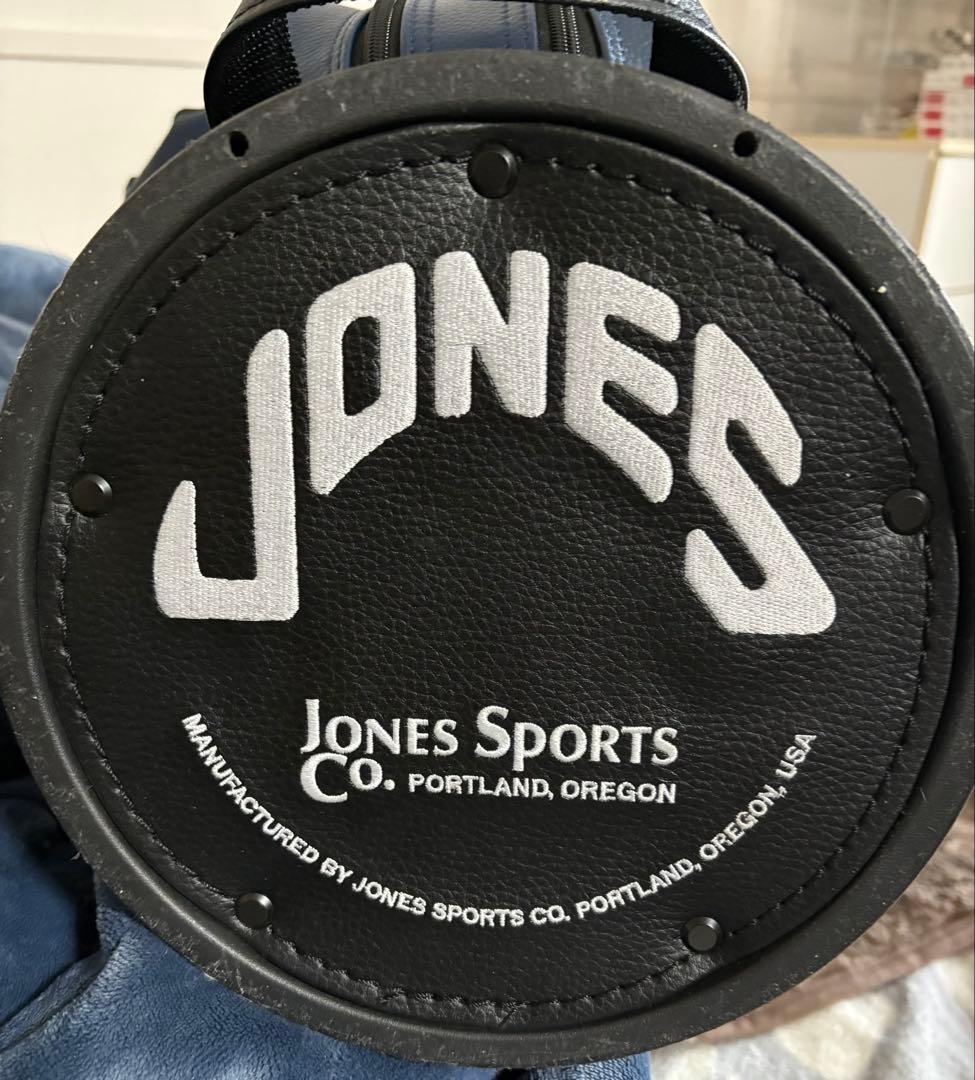 JONES
JONES SPORTS
CO. PORTLAND, OREGON
MANUFACTURED BY JONES SPORTS CO. PORTLAND, OREGON, USA